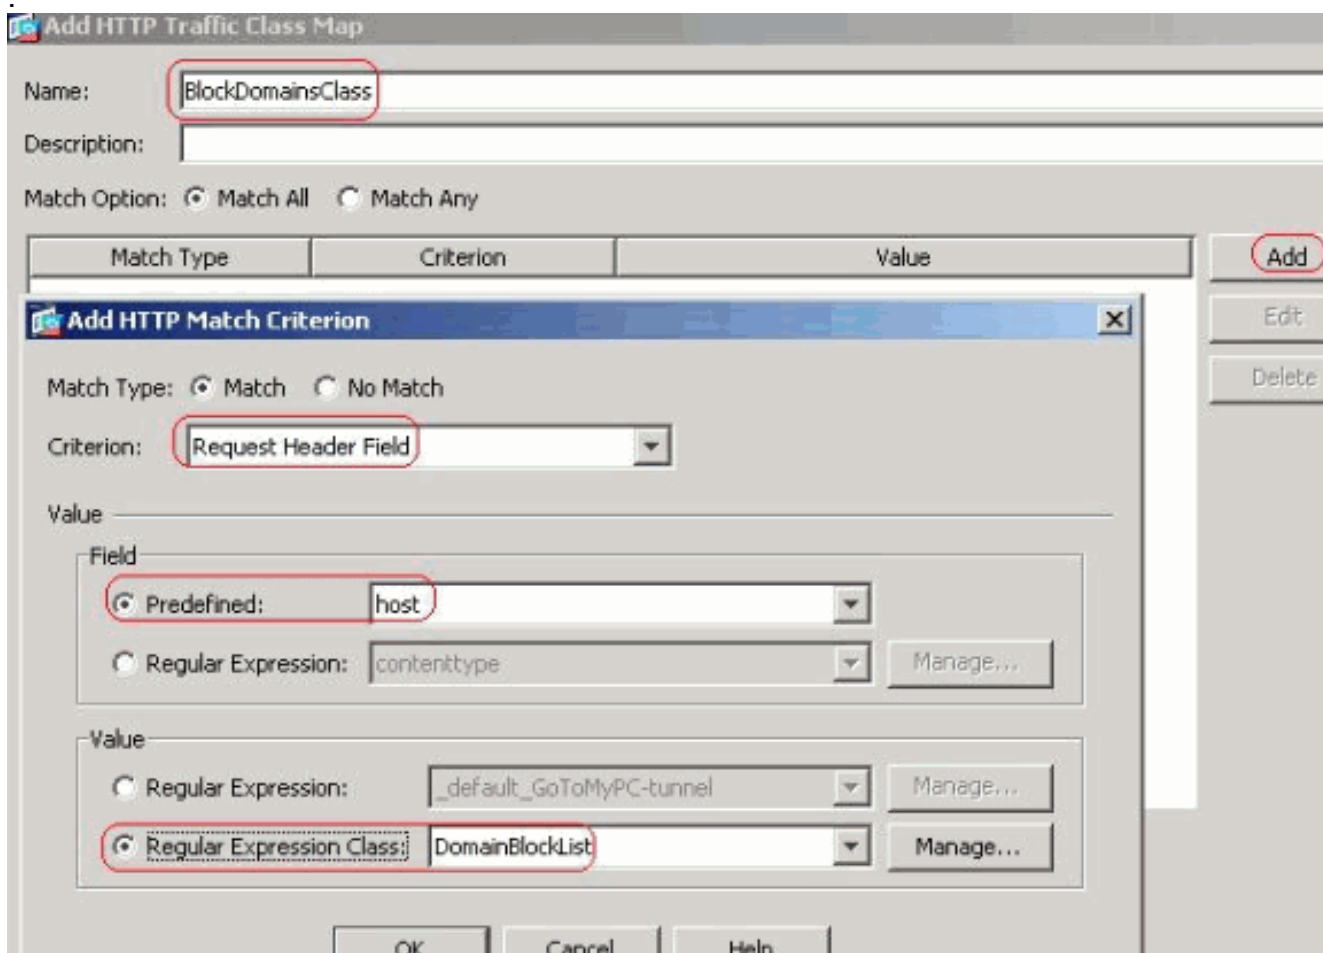 Add HTTP Traffic Class Map
Name: BlockDomainsClass
Description:
Match Option: Match All Match Any
Match Type Criterion Value
Add
Add HTTP Match Criterion
Edit
Match Type: Match No Match
Delete
Criterion: Request Header Field
Value
Field
Predefined: host
Regular Expression: contenttype Manage...
Value
Regular Expression: _default_GoToMyPC-tunnel Manage...
Regular Expression Class: DomainBlockList Manage...
OK Cancel Help